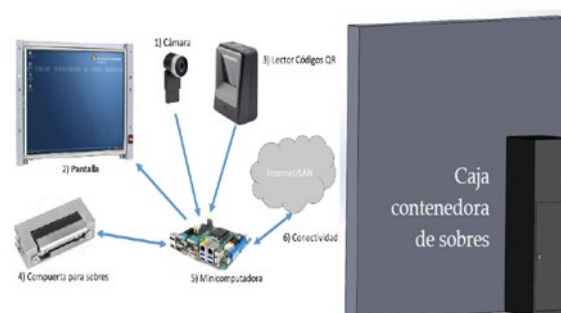 1) Cámara
3) Lector Códigos QR
2) Pantalla
Internet/LAN
6) Conectividad
4) Compuerta para sobres
5) Minicomputadora
Caja
contenedora
de sobres